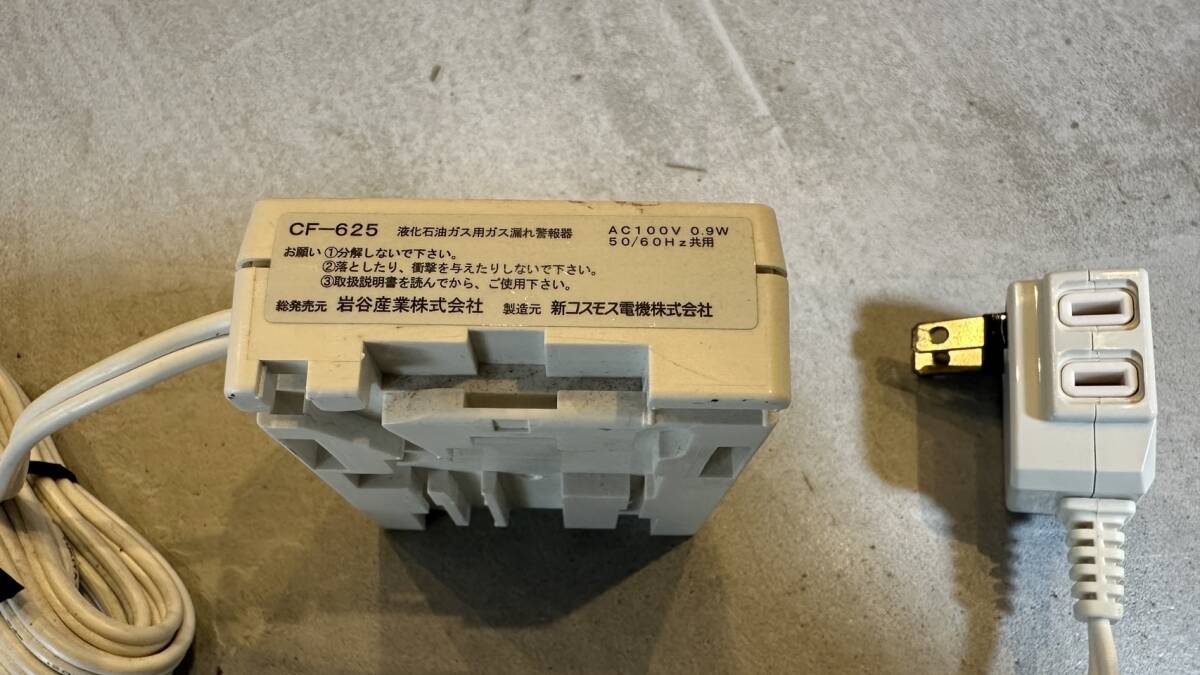 CF-625 液化石油ガス用ガス漏れ警報器 AC100V 0.9W
50/60Hz共用
お願い ①分解しないで下さい。
②落としたり、衝撃を与えたりしないで下さい。
③取扱説明書を読んでから、ご使用下さい。
総発売元 岩谷産業株式会社 製造元 新コスモス電機株式会社